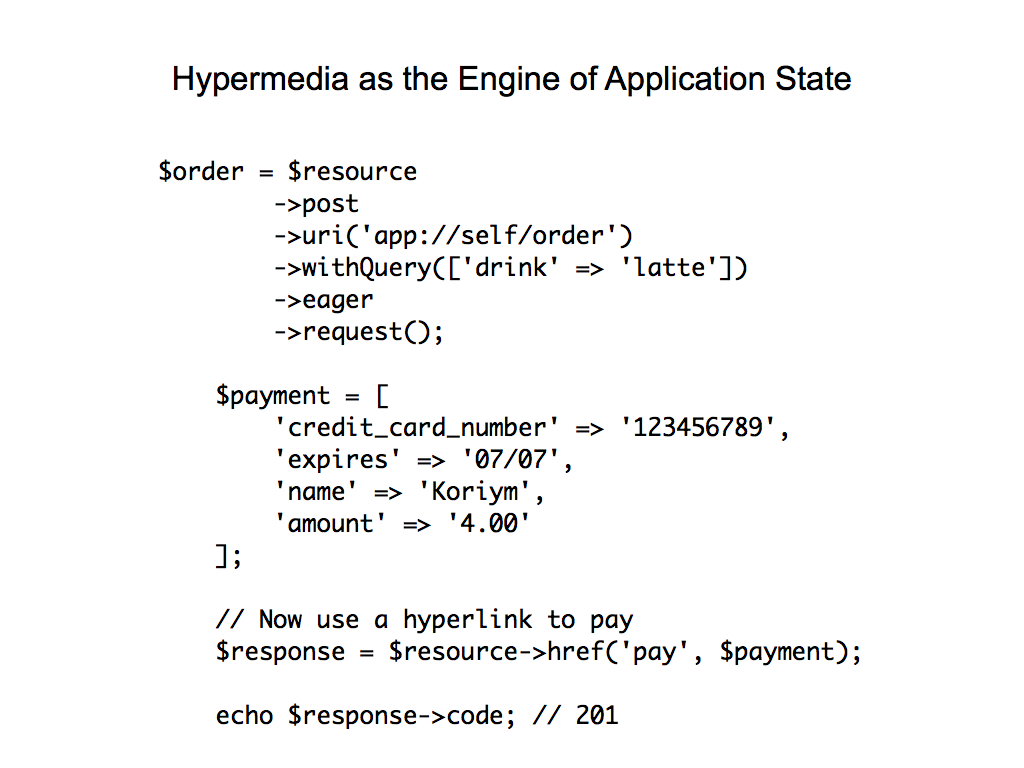 Hypermedia as the Engine of Application State
$order = $resource
->post
->uri('app://self/order')
->withQuery(['drink' => 'latte'])
->eager
->request();
$payment = [
'credit_card_number' => '123456789',
'expires' => '07/07',
'name' => 'Koriym',
'amount' => '4.00'
];
// Now use a hyperlink to pay
$response = $resource->href('pay', $payment);
echo $response->code; // 201